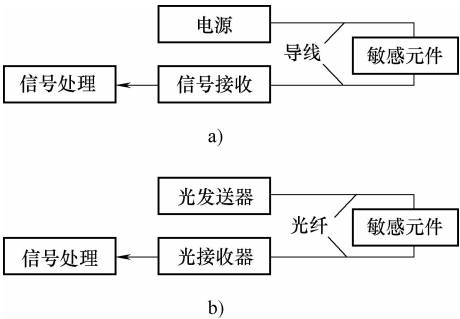 电源
导线
敏感元件
信号处理
信号接收
a)
光发送器
光纤
敏感元件
信号处理
光接收器
b)